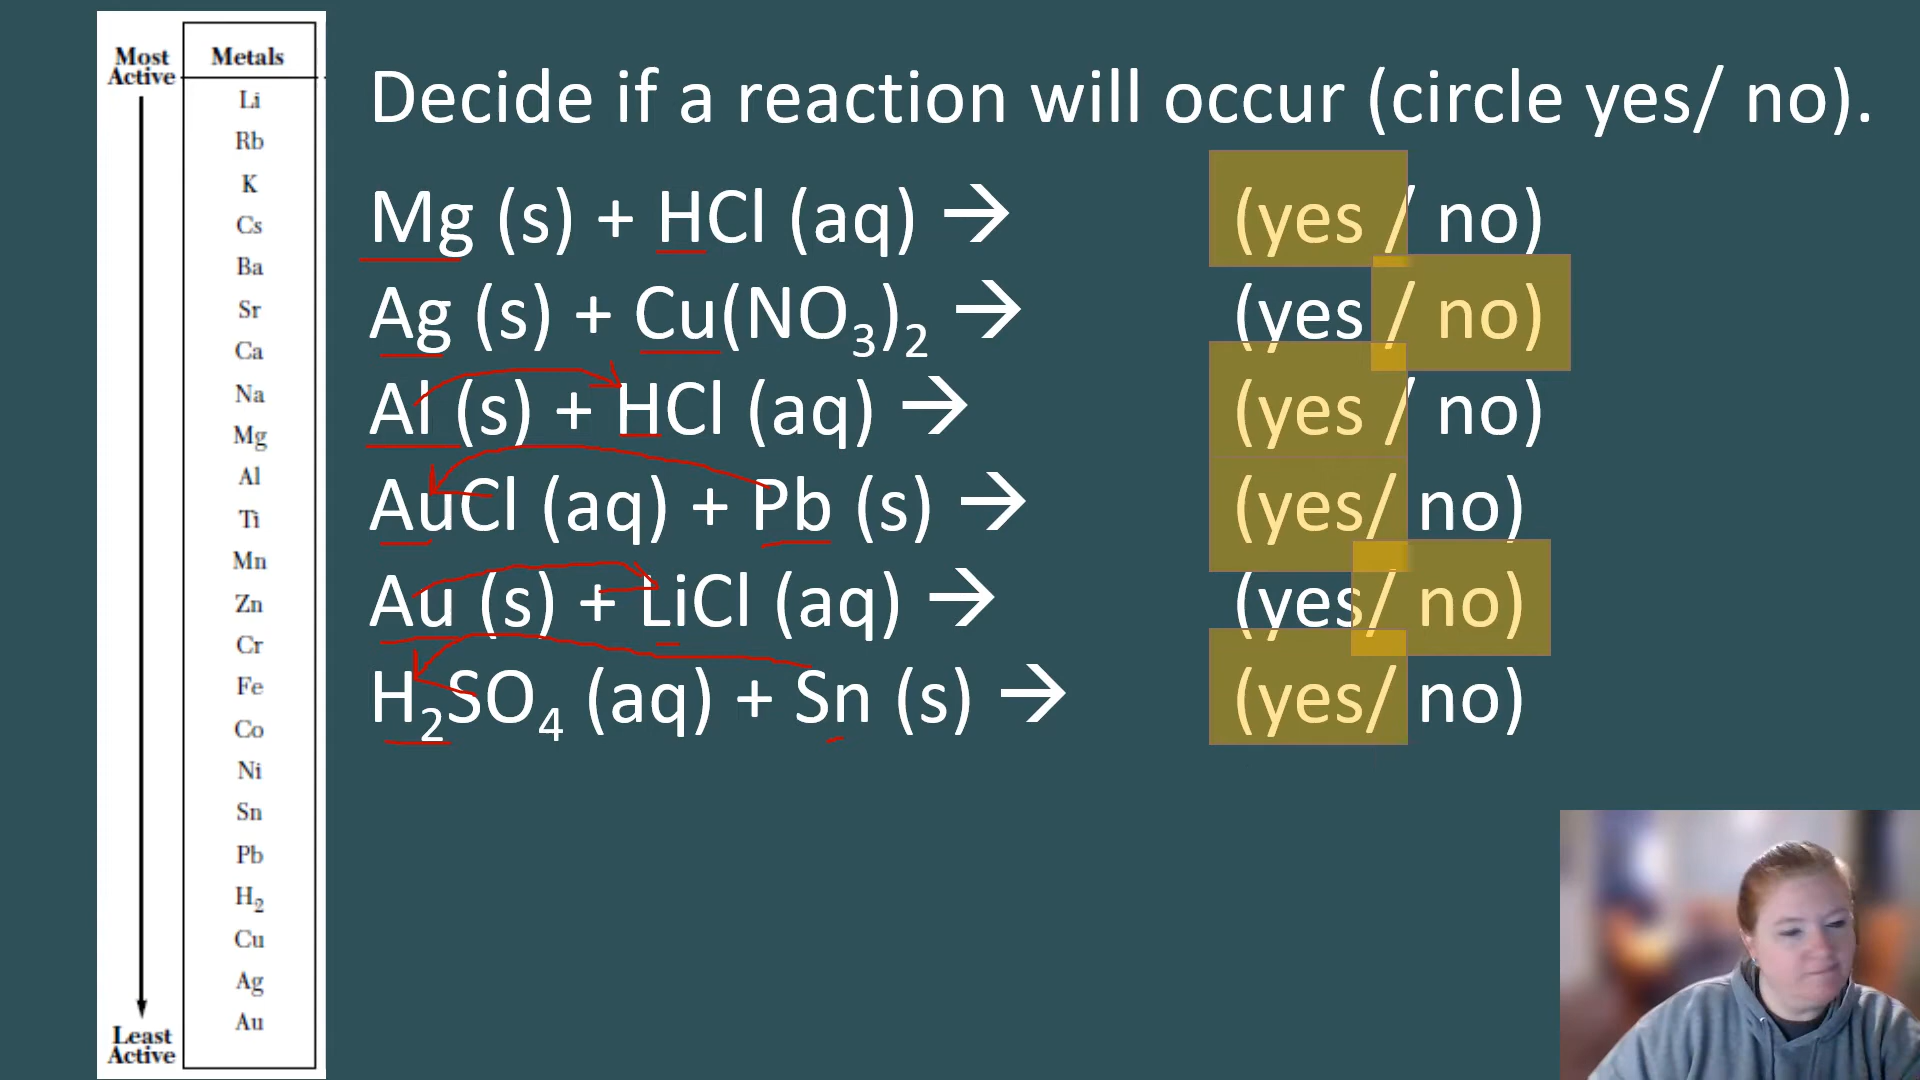 Most Active
Metals
Li
Rb
K
Cs
Ba
Sr
Ca
Na
Mg
Al
Ti
Mn
Zn
Cr
Fe
Co
Ni
Sn
Pb
H₂
Cu
Ag
Au
Least Active
Decide if a reaction will occur (circle yes/ no).
Mg (s) + HCl (aq) → (yes / no)
Ag (s) + Cu(NO₃)₂ → (yes / no)
Al (s) + HCl (aq) → (yes / no)
AuCl (aq) + Pb (s) → (yes/ no)
Au (s) + LiCl (aq) → (yes/ no)
H₂SO₄ (aq) + Sn (s) → (yes/ no)